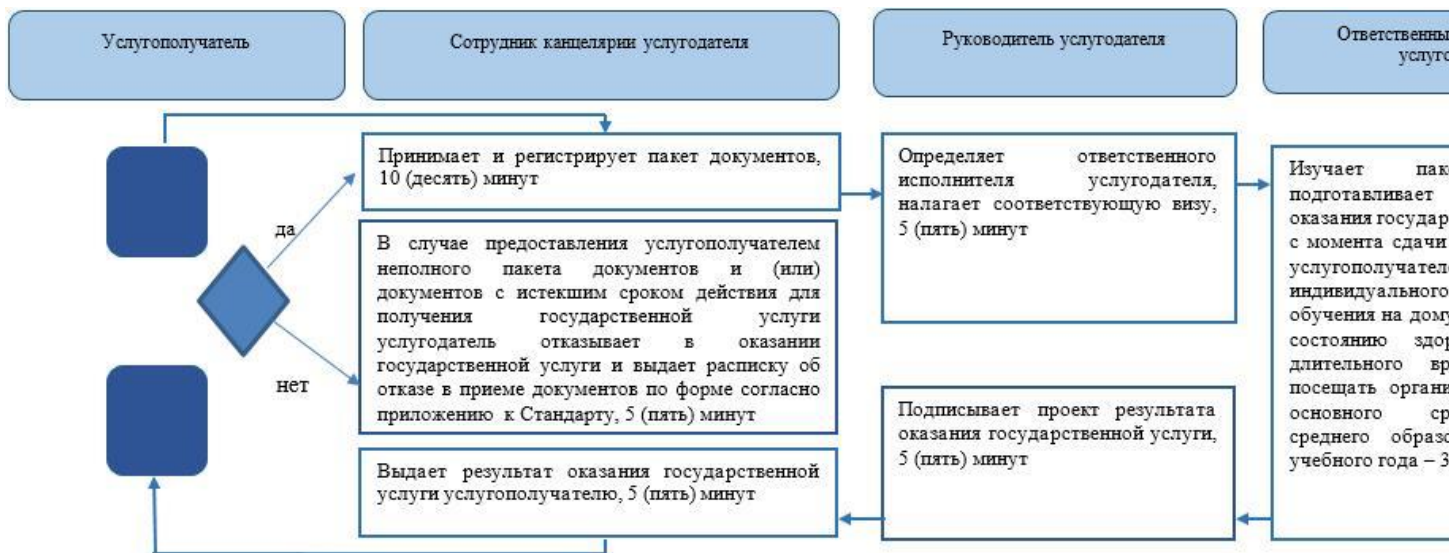 Услугополучатель
Сотрудник канцелярии услугодателя
Руководитель услугодателя
Принимает и регистрирует пакет документов,
10 (десять) минут
да
В случае предоставления услугополучателем
неполного пакета документов и (или)
документов с истекшим сроком действия для
получения государственной услуги
услугодатель отказывает в оказании
государственной услуги и выдает расписку об
отказе в приеме документов по форме согласно
приложению к Стандарту, 5 (пять) минут
нет
Выдает результат оказания государственной
услуги услугополучателю, 5 (пять) минут
Определяет ответственного
исполнителя услугодателя,
налагает соответствующую визу,
5 (пять) минут
Подписывает проект результата
оказания государственной услуги,
5 (пять) минут
Изучает
подготавливает
оказания
с момента сдачи
индивидуального
обучения на дому
состоянию
длительного
посещать
основного
среднего
учебного года – 3